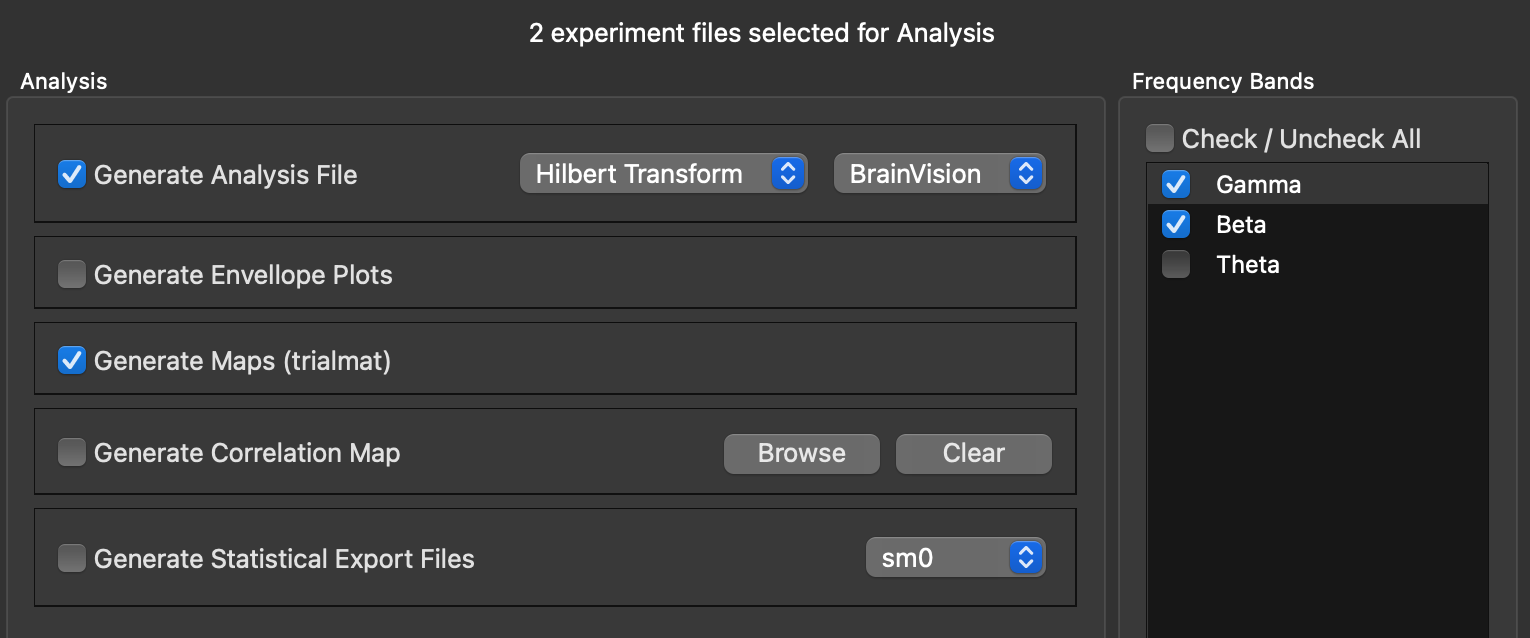 2 experiment files selected for Analysis
Analysis
Generate Analysis File Hilbert Transform BrainVision
Generate Envellope Plots
Generate Maps (trialmat)
Generate Correlation Map Browse Clear
Generate Statistical Export Files sm0
Frequency Bands
Check / Uncheck All
Gamma
Beta
Theta